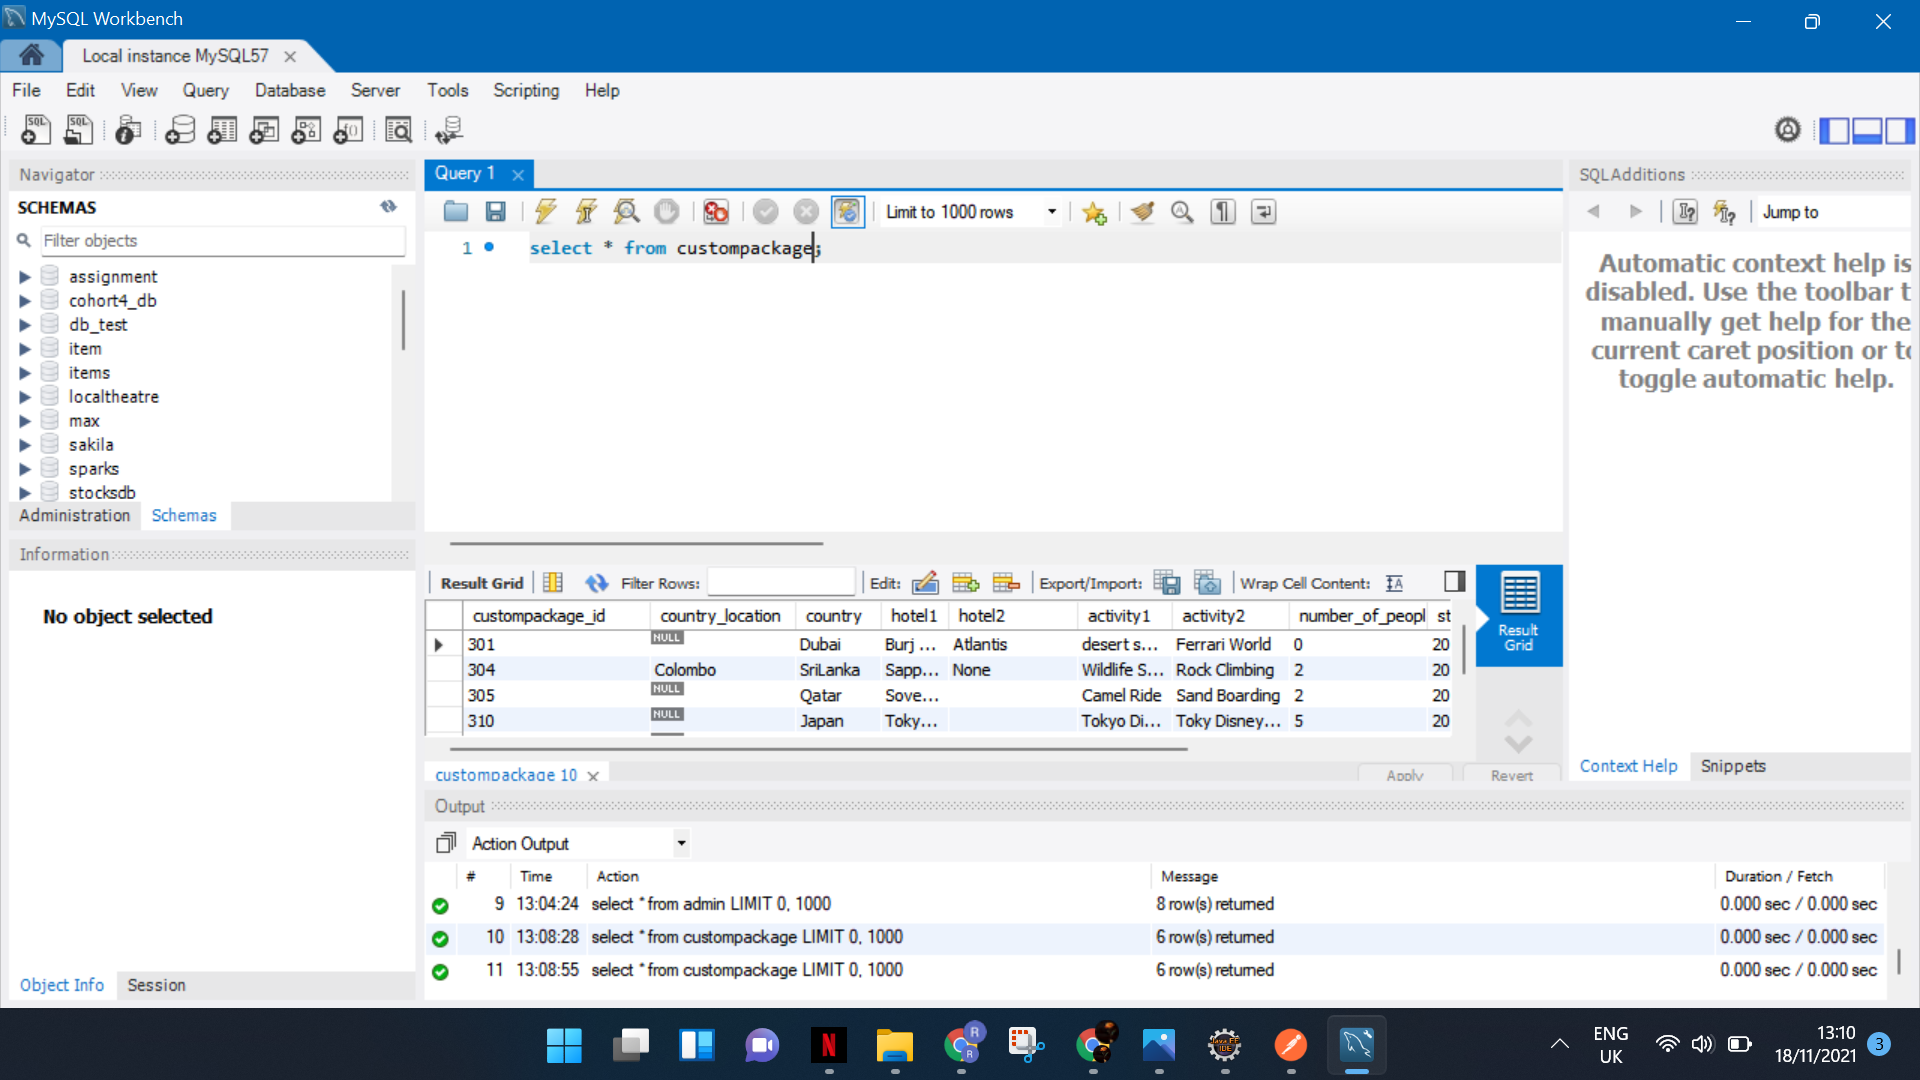 MySQL Workbench
Local instance MySQL57
File Edit View Query Database Server Tools Scripting Help
Navigator
SCHEMAS
Filter objects
assignment
cohort4_db
db_test
item
items
localtheatre
max
sakila
sparks
stocksdb
Administration Schemas
Information
No object selected
Object Info Session
Query 1
Limit to 1000 rows
1 select * from custompackage;
Result Grid Filter Rows: Edit: Export/Import: Wrap Cell Content:
custompackage_id country_location country hotel1 hotel2 activity1 activity2 number_of_peopl st
301 NULL Dubai Burj ... Atlantis desert s... Ferrari World 0 20
304 Colombo SriLanka Sapp... None Wildlife S... Rock Climbing 2 20
305 NULL Qatar Sove... Camel Ride Sand Boarding 2 20
310 NULL Japan Toky... Tokyo Di... Toky Disney... 5 20
Result
Grid
custompackage 10 Apply Revert
SQLAdditions
Jump to
Automatic context help is
disabled. Use the toolbar t
manually get help for the
current caret position or to
toggle automatic help.
Context Help Snippets
Output
Action Output
# Time Action Message Duration / Fetch
9 13:04:24 select * from admin LIMIT 0, 1000 8 row(s) returned 0.000 sec / 0.000 sec
10 13:08:28 select * from custompackage LIMIT 0, 1000 6 row(s) returned 0.000 sec / 0.000 sec
11 13:08:55 select * from custompackage LIMIT 0, 1000 6 row(s) returned 0.000 sec / 0.000 sec
ENG
UK
13:10
18/11/2021
3